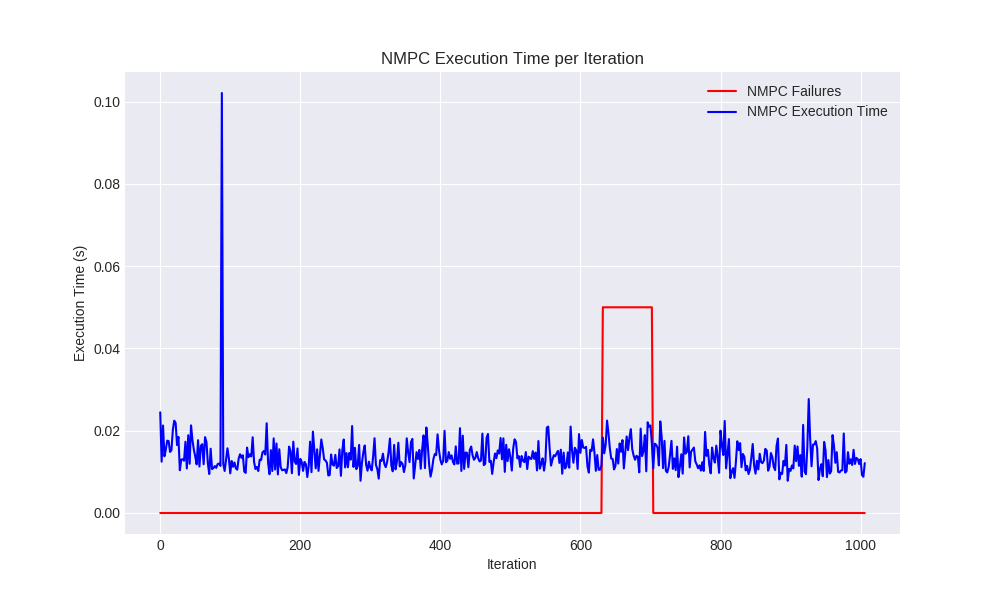 NMPC Execution Time per Iteration
NMPC Failures
NMPC Execution Time
Execution Time (s)
0.10
0.08
0.06
0.04
0.02
0.00
0 200 400 600 800 1000
Iteration